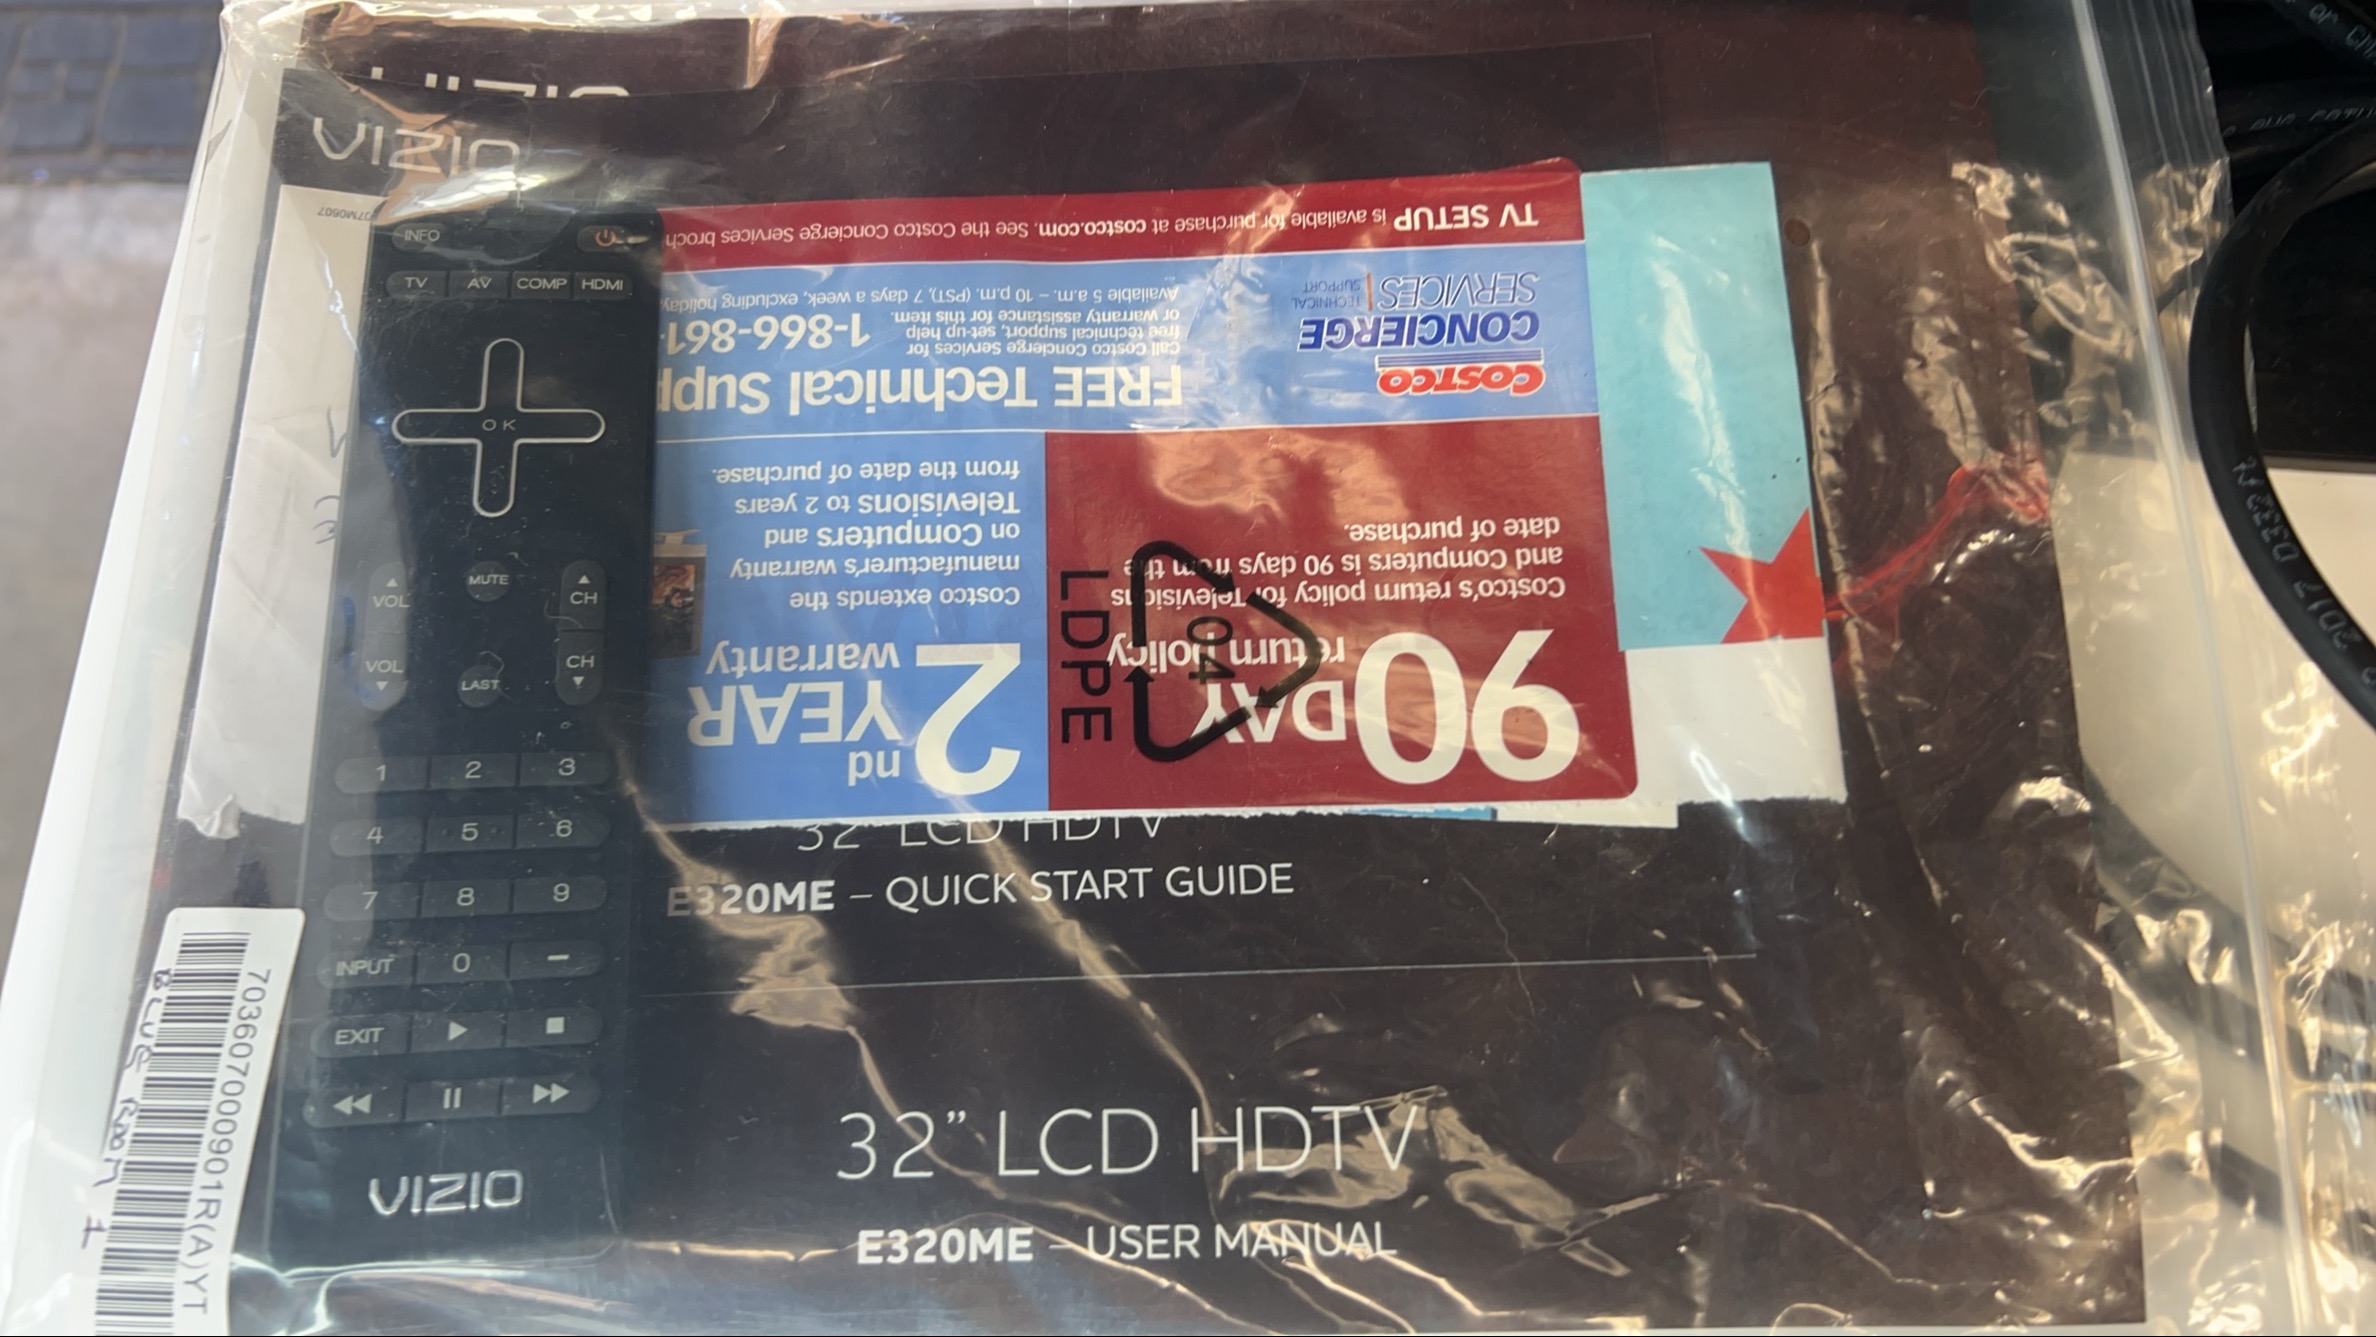 VIZIO
VIZIO
07M0607
INFO
TV AV COMP HDMI
OK
VOL MUTE CH
VOL LAST CH
1 2 3
4 5 6
7 8 9
INPUT 0 –
EXIT
VIZIO
90 DAY
return policy
Costco's return policy for Televisions
and Computers is 90 days from the
date of purchase.
2nd YEAR
warranty
Costco extends the
manufacturer's warranty
on Computers and
Televisions to 2 years
from the date of purchase.
COSTCO
CONCIERGE
SERVICES | TECHNICAL SUPPORT
FREE Technical Supp
Call Costco Concierge Services for
free technical support, set-up help
or warranty assistance for this item.
1-866-861-
Available 5 a.m. – 10 p.m. (PST), 7 days a week, excluding holiday
TV SETUP is available for purchase at costco.com. See the Costco Concierge Services broch
04
LDPE
32" LCD HDTV
E320ME – QUICK START GUIDE
32" LCD HDTV
E320ME – USER MANUAL
7036070000901R(A)YT
BLUE ROOM 1